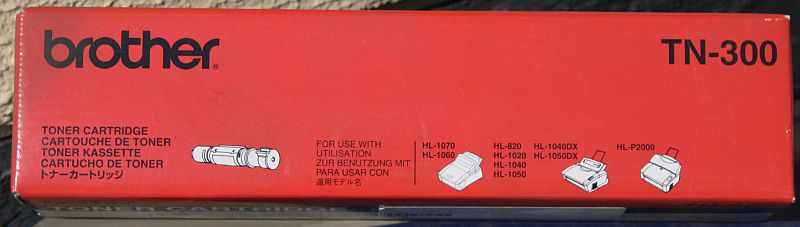 brother®
TN-300
TONER CARTRIDGE
CARTOUCHE DE TONER
TONER KASSETTE
CARTUCHO DE TONER
トナーカートリッジ
FOR USE WITH
UTILISATION
ZUR BENUTZUNG MIT
PARA USAR CON
適用モデル名
HL-1070
HL-1060
HL-820 HL-1040DX
HL-1020 HL-1050DX
HL-1040
HL-1050
HL-P2000
TONER CARTRIDGE